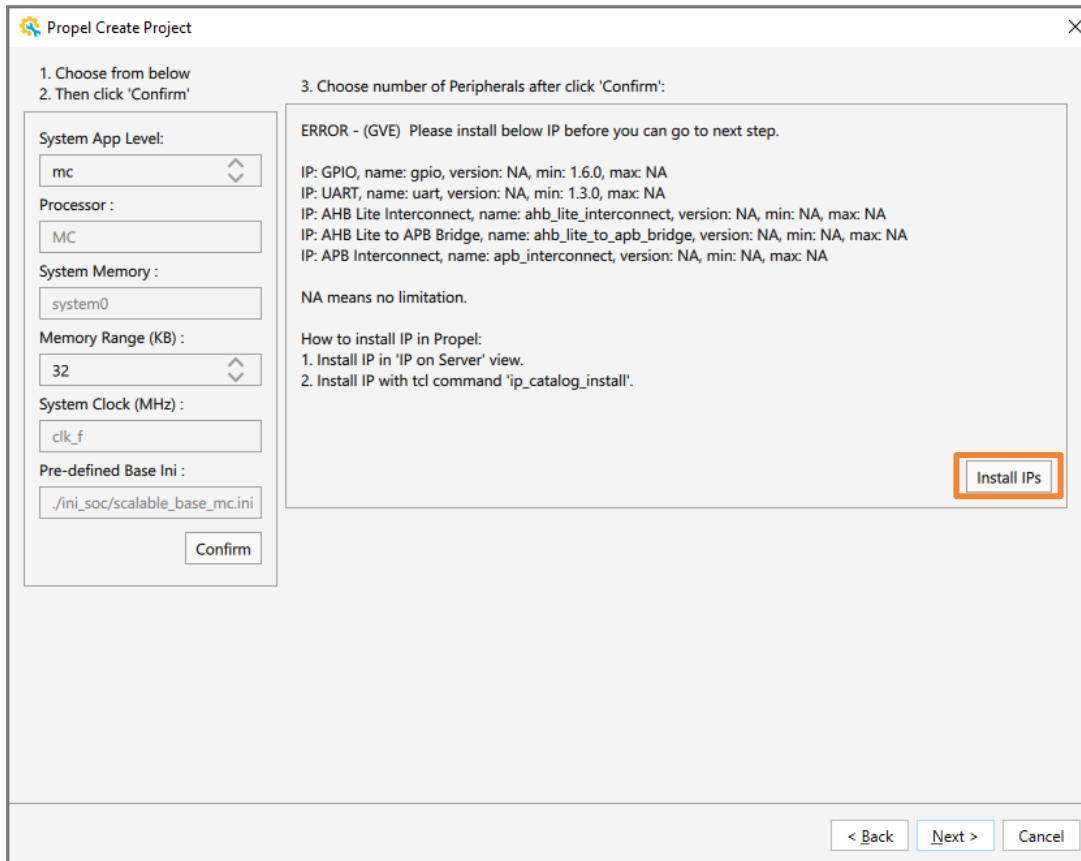 Propel Create Project
1. Choose from below
2. Then click 'Confirm'
System App Level:
mc
Processor :
MC
System Memory :
system0
Memory Range (KB) :
32
System Clock (MHz) :
clk_f
Pre-defined Base Ini :
./ini_soc/scalable_base_mc.ini
Confirm
3. Choose number of Peripherals after click 'Confirm':
ERROR - (GVE)  Please install below IP before you can go to next step.
IP: GPIO, name: gpio, version: NA, min: 1.6.0, max: NA
IP: UART, name: uart, version: NA, min: 1.3.0, max: NA
IP: AHB Lite Interconnect, name: ahb_lite_interconnect, version: NA, min: NA, max: NA
IP: AHB Lite to APB Bridge, name: ahb_lite_to_apb_bridge, version: NA, min: NA, max: NA
IP: APB Interconnect, name: apb_interconnect, version: NA, min: NA, max: NA
NA means no limitation.
How to install IP in Propel:
1. Install IP in 'IP on Server' view.
2. Install IP with tcl command 'ip_catalog_install'.
Install IPs
< Back
Next >
Cancel